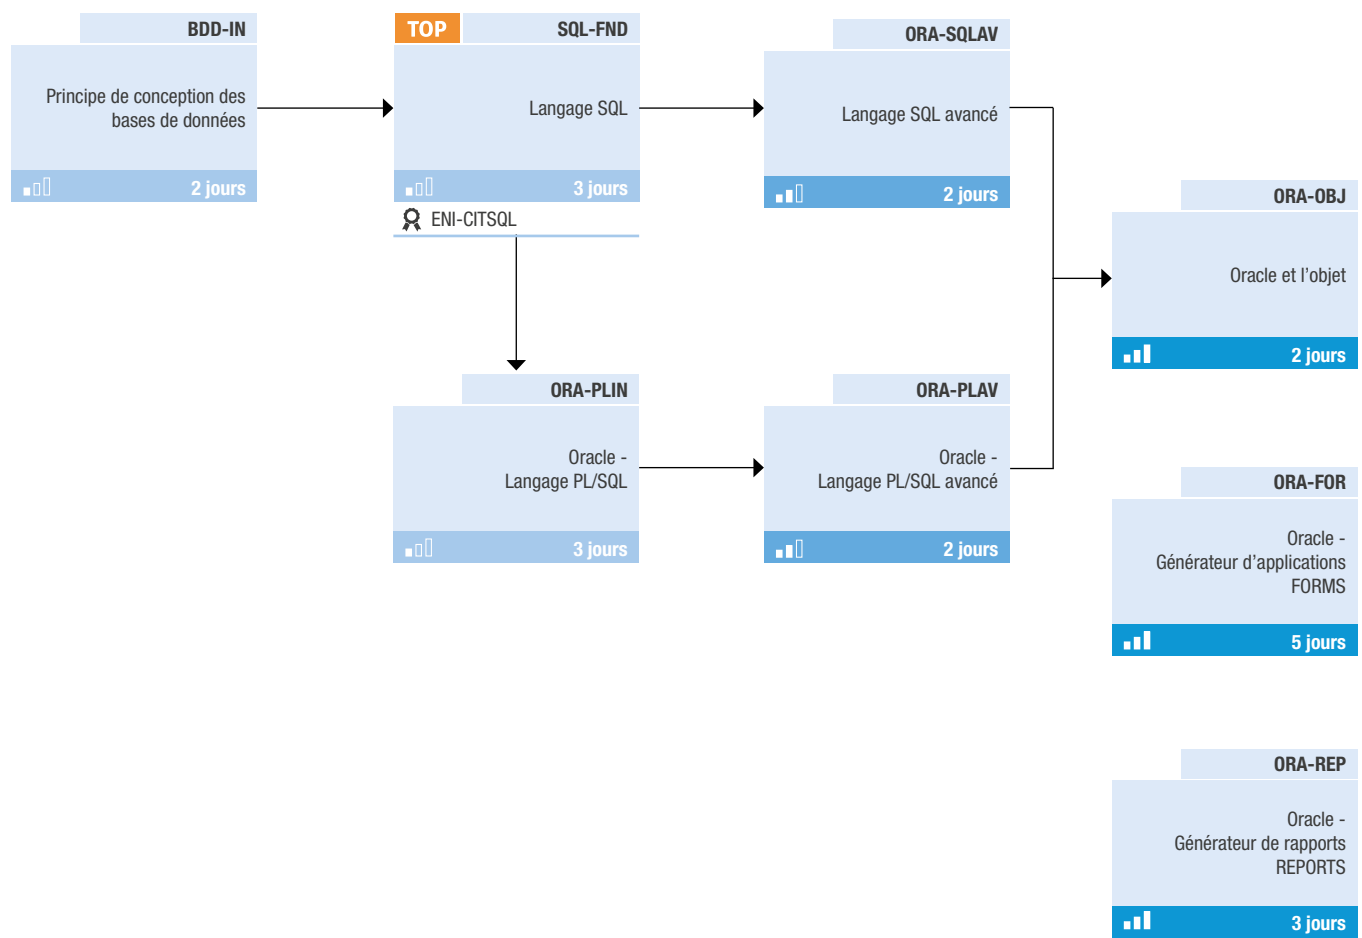 BDD-IN
Principe de conception des
bases de données
2 jours
TOP
SQL-FND
Langage SQL
3 jours
ENI-CITSQL
ORA-SQLAV
Langage SQL avancé
2 jours
ORA-OBJ
Oracle et l'objet
2 jours
ORA-PLIN
Oracle -
Langage PL/SQL
3 jours
ORA-PLAV
Oracle -
Langage PL/SQL avancé
2 jours
ORA-FOR
Oracle -
Générateur d'applications
FORMS
5 jours
ORA-REP
Oracle -
Générateur de rapports
REPORTS
3 jours